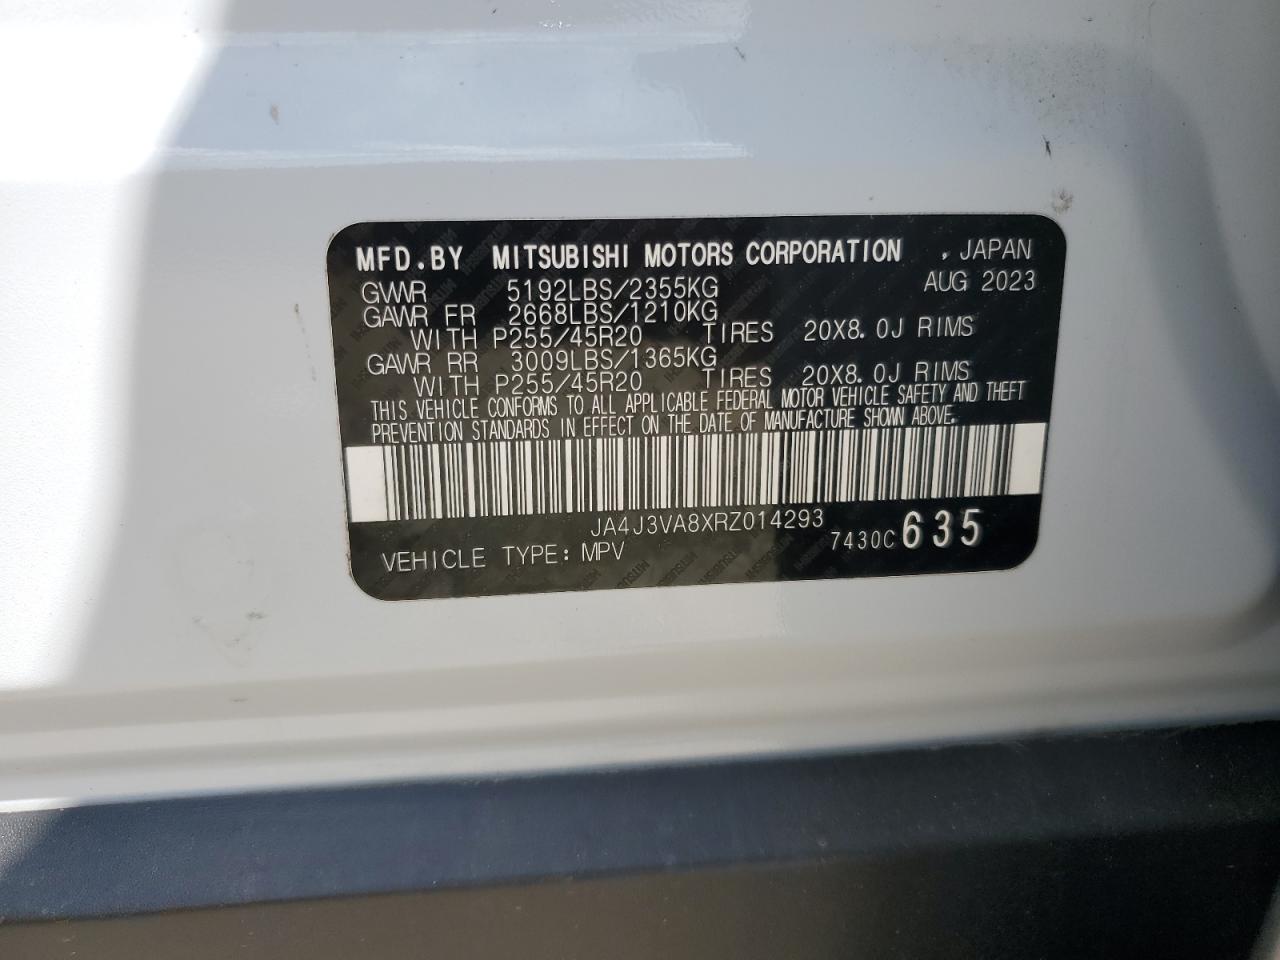 MFD.BY MITSUBISHI MOTORS CORPORATION , JAPAN
AUG 2023
GVWR 5192LBS/2355KG
GAWR FR 2668LBS/1210KG
WITH P255/45R20 TIRES 20X8.0J RIMS
GAWR RR 3009LBS/1365KG
WITH P255/45R20 TIRES 20X8.0J RIMS
THIS VEHICLE CONFORMS TO ALL APPLICABLE FEDERAL MOTOR VEHICLE SAFETY AND THEFT
PREVENTION STANDARDS IN EFFECT ON THE DATE OF MANUFACTURE SHOWN ABOVE.
JA4J3VA8XRZ014293
VEHICLE TYPE: MPV 7430C 635